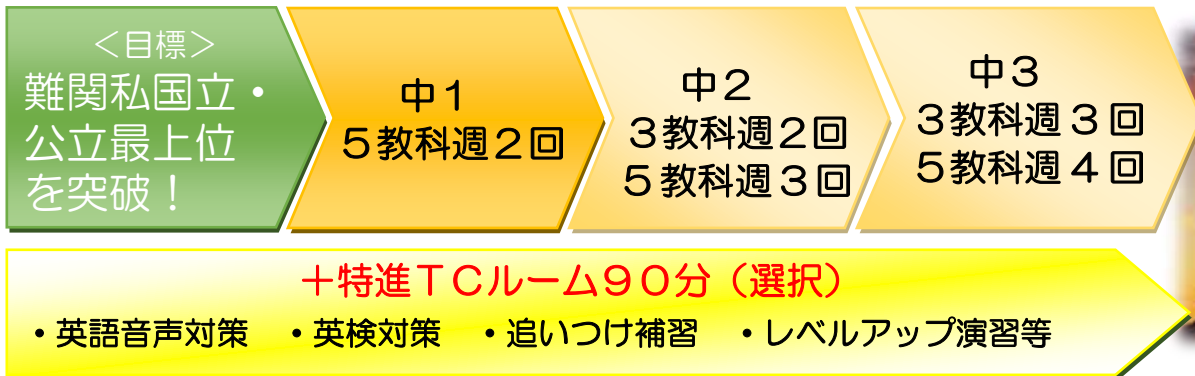 ＜目標＞
難関私国立・
公立最上位
を突破！
中１
５教科週２回
中２
３教科週２回
５教科週３回
中３
３教科週３回
５教科週４回
＋特進ＴＣルーム９０分（選択）
・英語音声対策　・英検対策　・追いつけ補習　・レベルアップ演習等